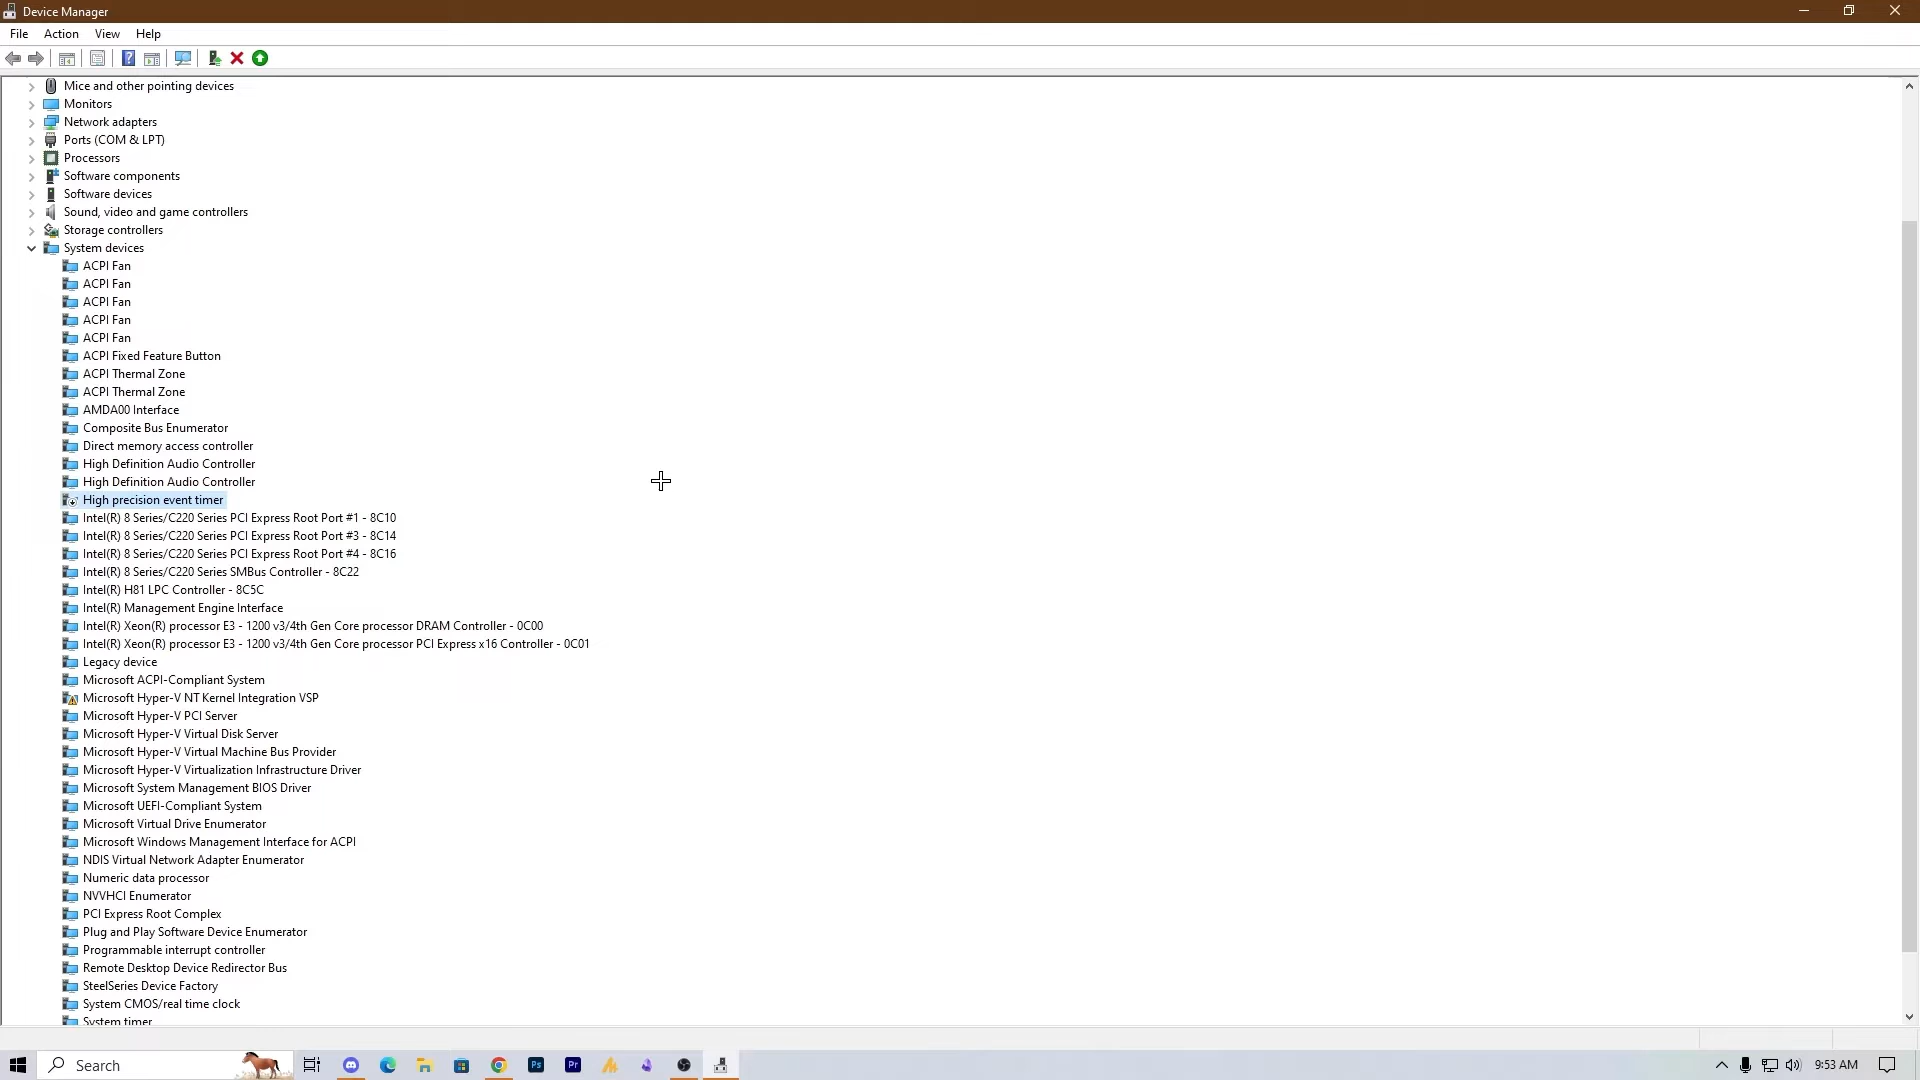 Device Manager
File Action View Help
Mice and other pointing devices
Monitors
Network adapters
Ports (COM & LPT)
Processors
Software components
Software devices
Sound, video and game controllers
Storage controllers
System devices
ACPI Fan
ACPI Fan
ACPI Fan
ACPI Fan
ACPI Fan
ACPI Fixed Feature Button
ACPI Thermal Zone
ACPI Thermal Zone
AMDA00 Interface
Composite Bus Enumerator
Direct memory access controller
High Definition Audio Controller
High Definition Audio Controller
High precision event timer
Intel(R) 8 Series/C220 Series PCI Express Root Port #1 - 8C10
Intel(R) 8 Series/C220 Series PCI Express Root Port #3 - 8C14
Intel(R) 8 Series/C220 Series PCI Express Root Port #4 - 8C16
Intel(R) 8 Series/C220 Series SMBus Controller - 8C22
Intel(R) H81 LPC Controller - 8C5C
Intel(R) Management Engine Interface
Intel(R) Xeon(R) processor E3 - 1200 v3/4th Gen Core processor DRAM Controller - 0C00
Intel(R) Xeon(R) processor E3 - 1200 v3/4th Gen Core processor PCI Express x16 Controller - 0C01
Legacy device
Microsoft ACPI-Compliant System
Microsoft Hyper-V NT Kernel Integration VSP
Microsoft Hyper-V PCI Server
Microsoft Hyper-V Virtual Disk Server
Microsoft Hyper-V Virtual Machine Bus Provider
Microsoft Hyper-V Virtualization Infrastructure Driver
Microsoft System Management BIOS Driver
Microsoft UEFI-Compliant System
Microsoft Virtual Drive Enumerator
Microsoft Windows Management Interface for ACPI
NDIS Virtual Network Adapter Enumerator
Numeric data processor
NVVHCI Enumerator
PCI Express Root Complex
Plug and Play Software Device Enumerator
Programmable interrupt controller
Remote Desktop Device Redirector Bus
SteelSeries Device Factory
System CMOS/real time clock
System timer
Search Ps Pr 9:53 AM